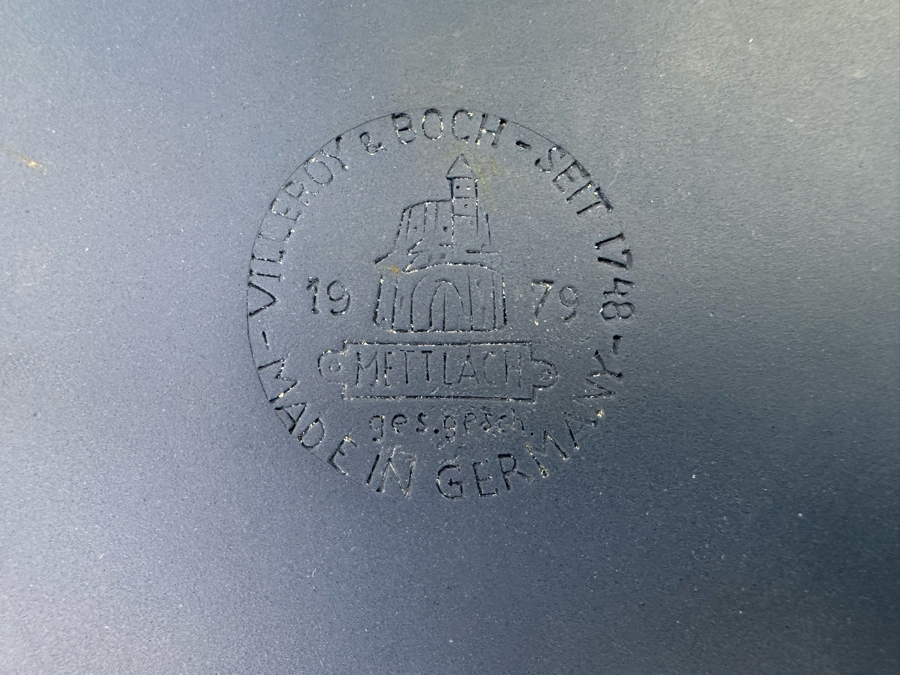 VILLEROY & BOCH - SEIT 1748 -
19 79
METTLACH
ges.gesch.
MADE IN GERMANY -